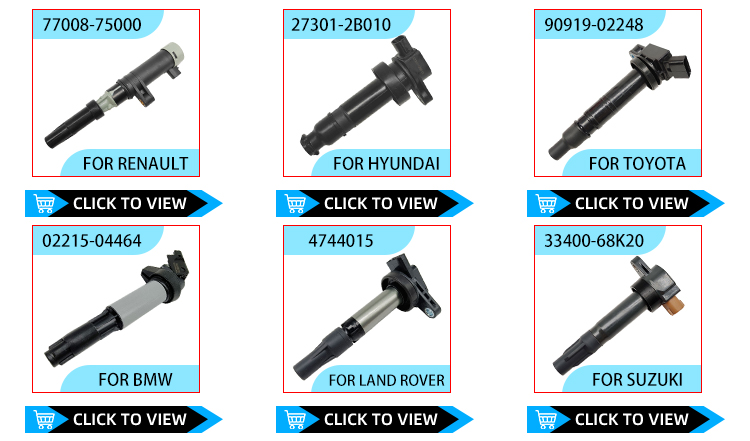 77008-75000
27301-2B010
90919-02248
FOR RENAULT
FOR HYUNDAI
FOR TOYOTA
CLICK TO VIEW
CLICK TO VIEW
CLICK TO VIEW
02215-04464
4744015
33400-68K20
FOR BMW
FOR LAND ROVER
FOR SUZUKI
CLICK TO VIEW
CLICK TO VIEW
CLICK TO VIEW